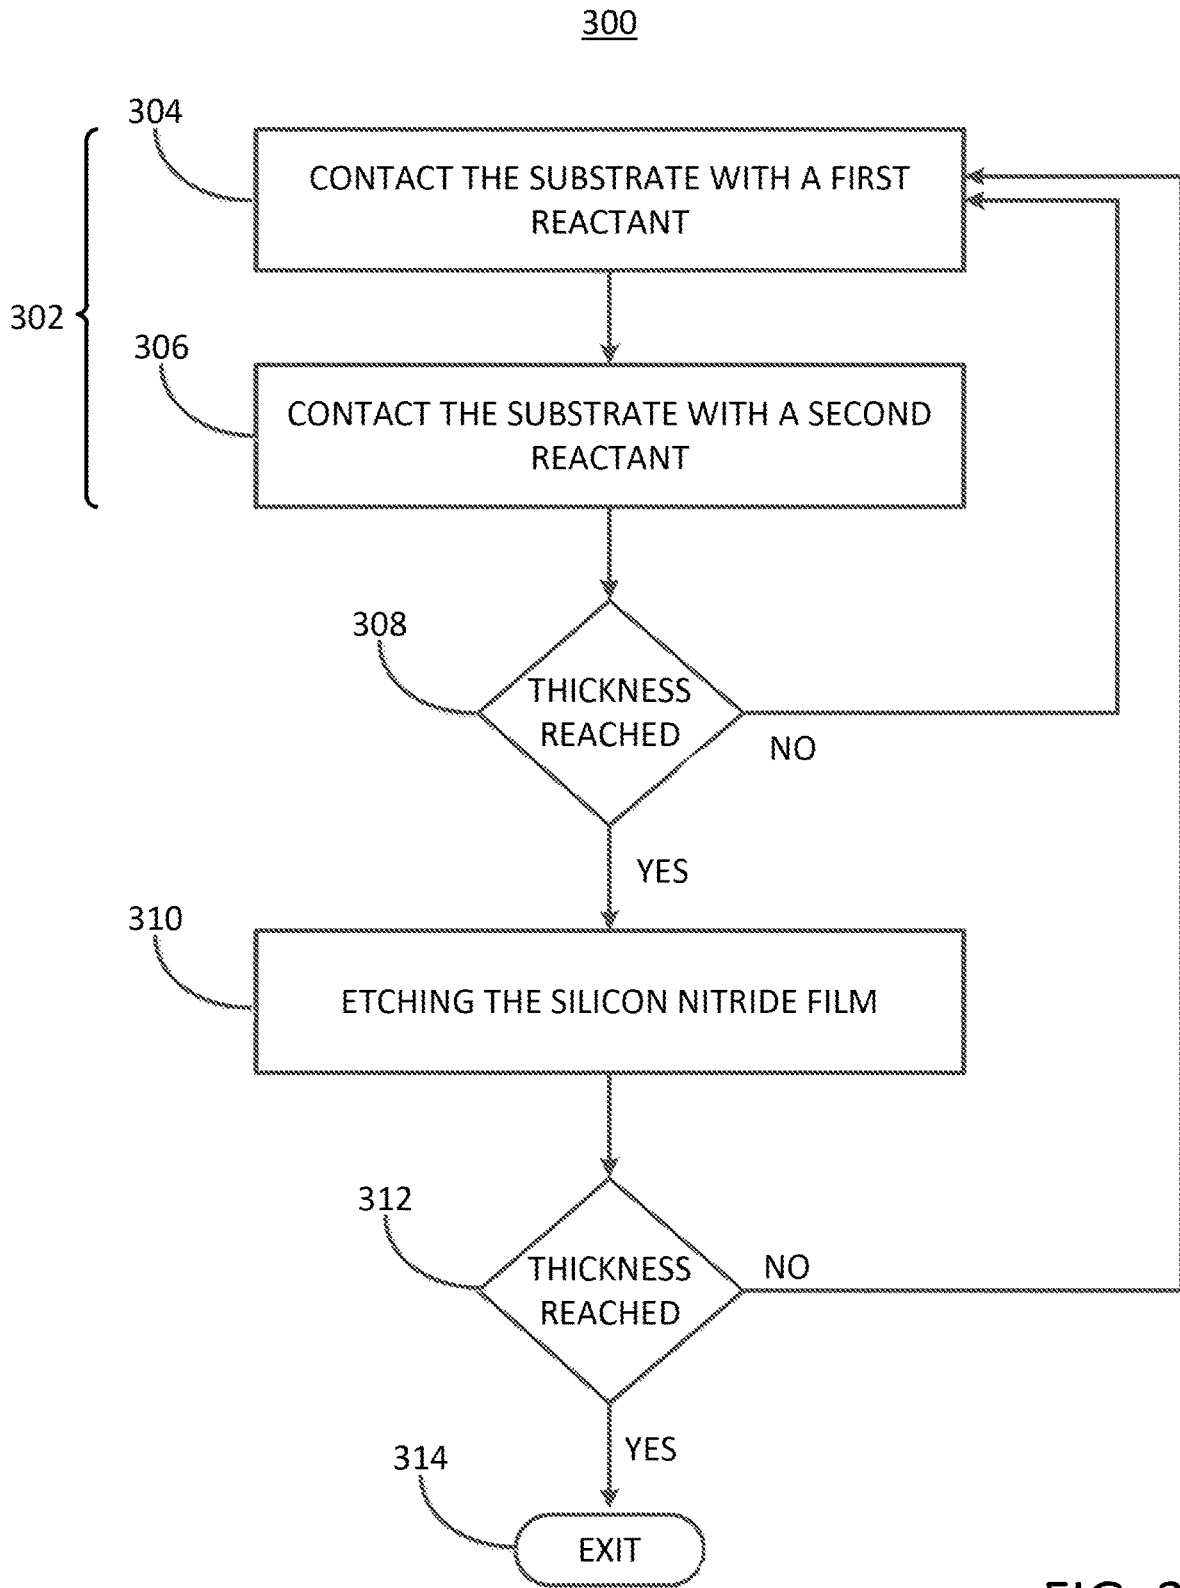 300
304
CONTACT THE SUBSTRATE WITH A FIRST
REACTANT
302
306
CONTACT THE SUBSTRATE WITH A SECOND
REACTANT
308
THICKNESS
REACHED
NO
YES
310
ETCHING THE SILICON NITRIDE FILM
312
THICKNESS
REACHED
NO
YES
314
EXIT